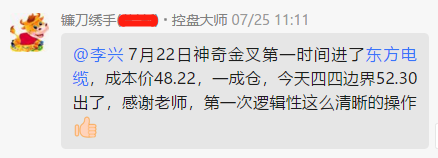 镰刀绣手 · 控盘大师 07/25 11:11
@李兴 7月22日神奇金叉第一时间进了东方电
缆，成本价48.22，一成仓，今天四四边界52.30
出了，感谢老师，第一次逻辑性这么清晰的操作